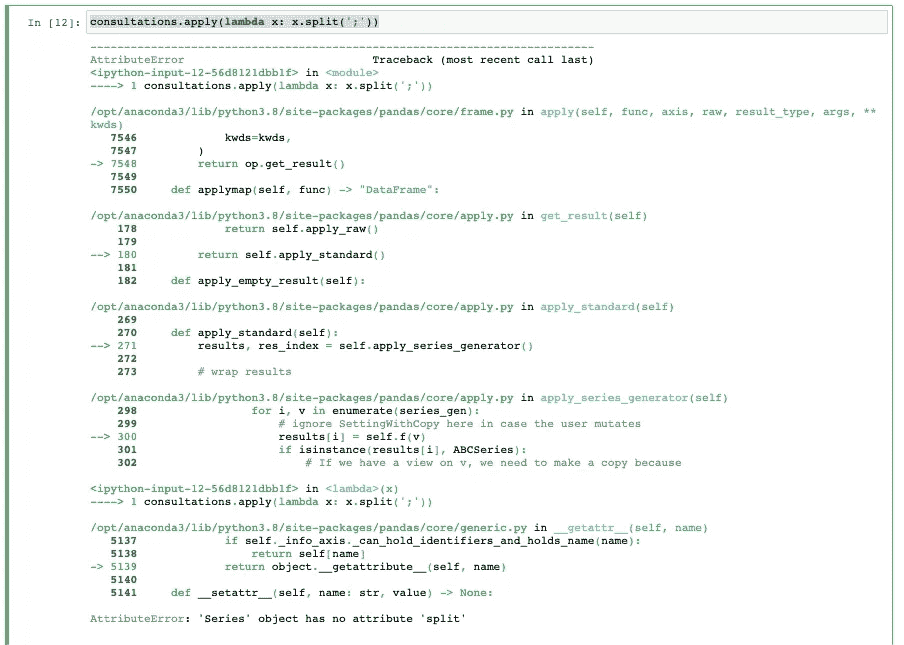 In [12]: consultations.apply(lambda x: x.split(';'))
---------------------------------------------------------------------------
AttributeError                            Traceback (most recent call last)
<ipython-input-12-56d8121dbb1f> in <module>
----> 1 consultations.apply(lambda x: x.split(';'))
/opt/anaconda3/lib/python3.8/site-packages/pandas/core/frame.py in apply(self, func, axis, raw, result_type, args, **
kwds)
   7546             kwds=kwds,
   7547         )
-> 7548         return op.get_result()
   7549
   7550     def applymap(self, func) -> "DataFrame":
/opt/anaconda3/lib/python3.8/site-packages/pandas/core/apply.py in get_result(self)
    178             return self.apply_raw()
    179
--> 180         return self.apply_standard()
    181
    182     def apply_empty_result(self):
/opt/anaconda3/lib/python3.8/site-packages/pandas/core/apply.py in apply_standard(self)
    269
    270     def apply_standard(self):
--> 271         results, res_index = self.apply_series_generator()
    272
    273         # wrap results
/opt/anaconda3/lib/python3.8/site-packages/pandas/core/apply.py in apply_series_generator(self)
    298                 for i, v in enumerate(series_gen):
    299                     # ignore SettingWithCopy here in case the user mutates
--> 300                     results[i] = self.f(v)
    301                     if isinstance(results[i], ABCSeries):
    302                         # If we have a view on v, we need to make a copy because
<ipython-input-12-56d8121dbb1f> in <lambda>(x)
----> 1 consultations.apply(lambda x: x.split(';'))
/opt/anaconda3/lib/python3.8/site-packages/pandas/core/generic.py in __getattr__(self, name)
   5137             if self._info_axis._can_hold_identifiers_and_holds_name(name):
   5138                 return self[name]
-> 5139             return object.__getattribute__(self, name)
   5140
   5141     def __setattr__(self, name: str, value) -> None:
AttributeError: 'Series' object has no attribute 'split'